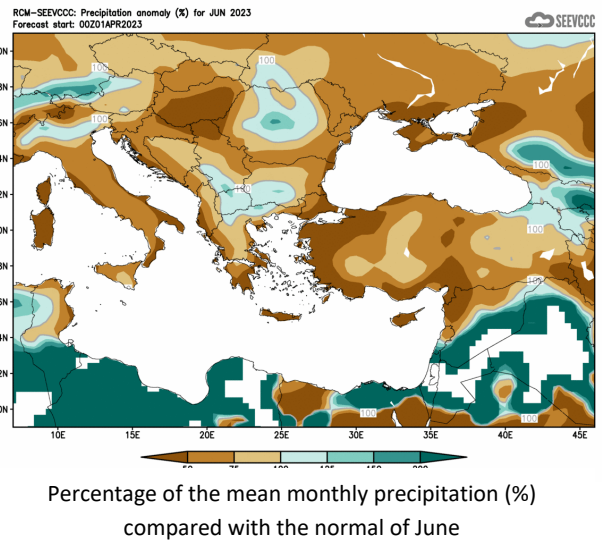 RCM-SEEVCCC: Precipitation anomaly (%) for JUN 2023
Forecast start: 00Z01APR2023
SEEVCCC
100
100
100
100
100
100
100
100
100
10E
15E
20E
25E
30E
35E
40E
45E
50 75 100 125 150 200
Percentage of the mean monthly precipitation (%)
compared with the normal of June